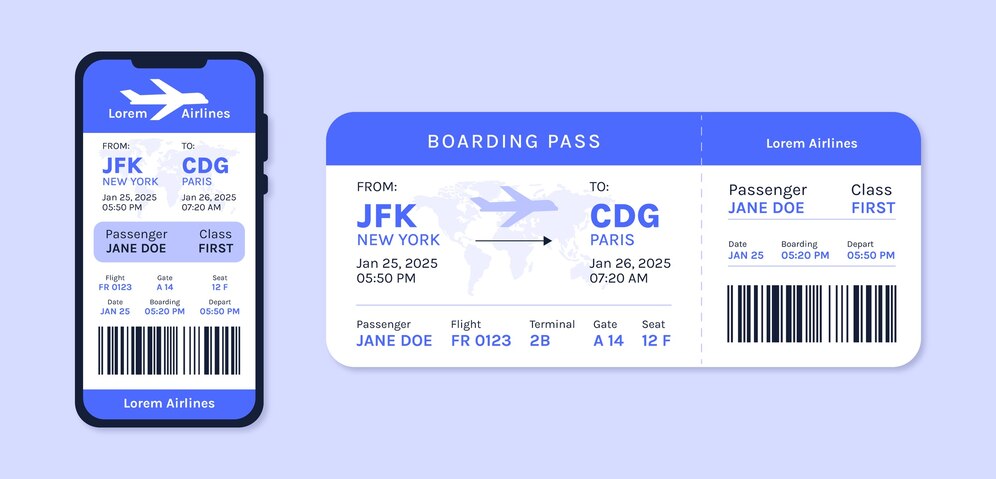 Lorem Airlines
FROM: TO:
JFK CDG
NEW YORK PARIS
Jan 25, 2025 Jan 26, 2025
05:50 PM 07:20 AM
Passenger Class
JANE DOE FIRST
Flight Gate Seat
FR 0123 A 14 12 F
Date Boarding Depart
JAN 25 05:20 PM 05:50 PM
Lorem Airlines
BOARDING PASS
FROM: TO:
JFK CDG
NEW YORK PARIS
Jan 25, 2025 Jan 26, 2025
05:50 PM 07:20 AM
Passenger Flight Terminal Gate Seat
JANE DOE FR 0123 2B A 14 12 F
Lorem Airlines
Passenger Class
JANE DOE FIRST
Date Boarding Depart
JAN 25 05:20 PM 05:50 PM